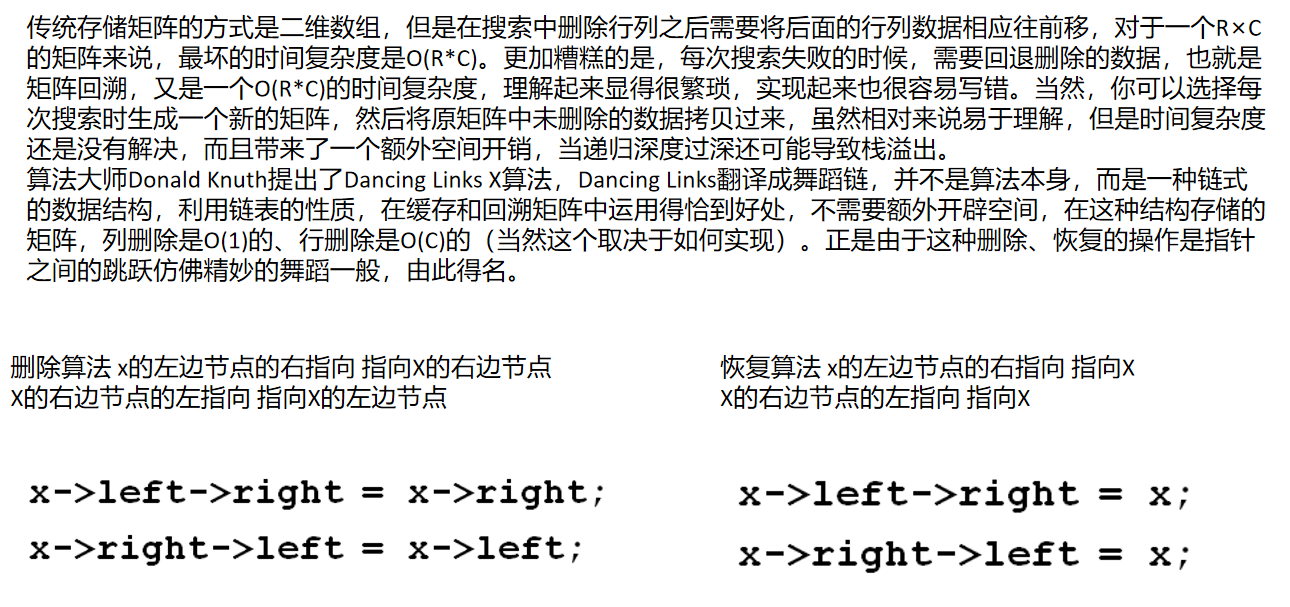 传统存储矩阵的方式是二维数组，但是在搜索中删除行列之后需要将后面的行列数据相应往前移，对于一个R×C
的矩阵来说，最坏的时间复杂度是O(R*C)。更加糟糕的是，每次搜索失败的时候，需要回退删除的数据，也就是
矩阵回溯，又是一个O(R*C)的时间复杂度，理解起来显得很繁琐，实现起来也很容易写错。当然，你可以选择每
次搜索时生成一个新的矩阵，然后将原矩阵中未删除的数据拷贝过来，虽然相对来说易于理解，但是时间复杂度
还是没有解决，而且带来了一个额外空间开销，当递归深度过深还可能导致栈溢出。
算法大师Donald Knuth提出了Dancing Links X算法，Dancing Links翻译成舞蹈链，并不是算法本身，而是一种链式
的数据结构，利用链表的性质，在缓存和回溯矩阵中运用得恰到好处，不需要额外开辟空间，在这种结构存储的
矩阵，列删除是O(1)的、行删除是O(C)的（当然这个取决于如何实现）。正是由于这种删除、恢复的操作是指针
之间的跳跃仿佛精妙的舞蹈一般，由此得名。
删除算法 x的左边节点的右指向 指向X的右边节点
X的右边节点的左指向 指向X的左边节点
x->left->right = x->right;
x->right->left = x->left;
恢复算法 x的左边节点的右指向 指向X
X的右边节点的左指向 指向X
x->left->right = x;
x->right->left = x;